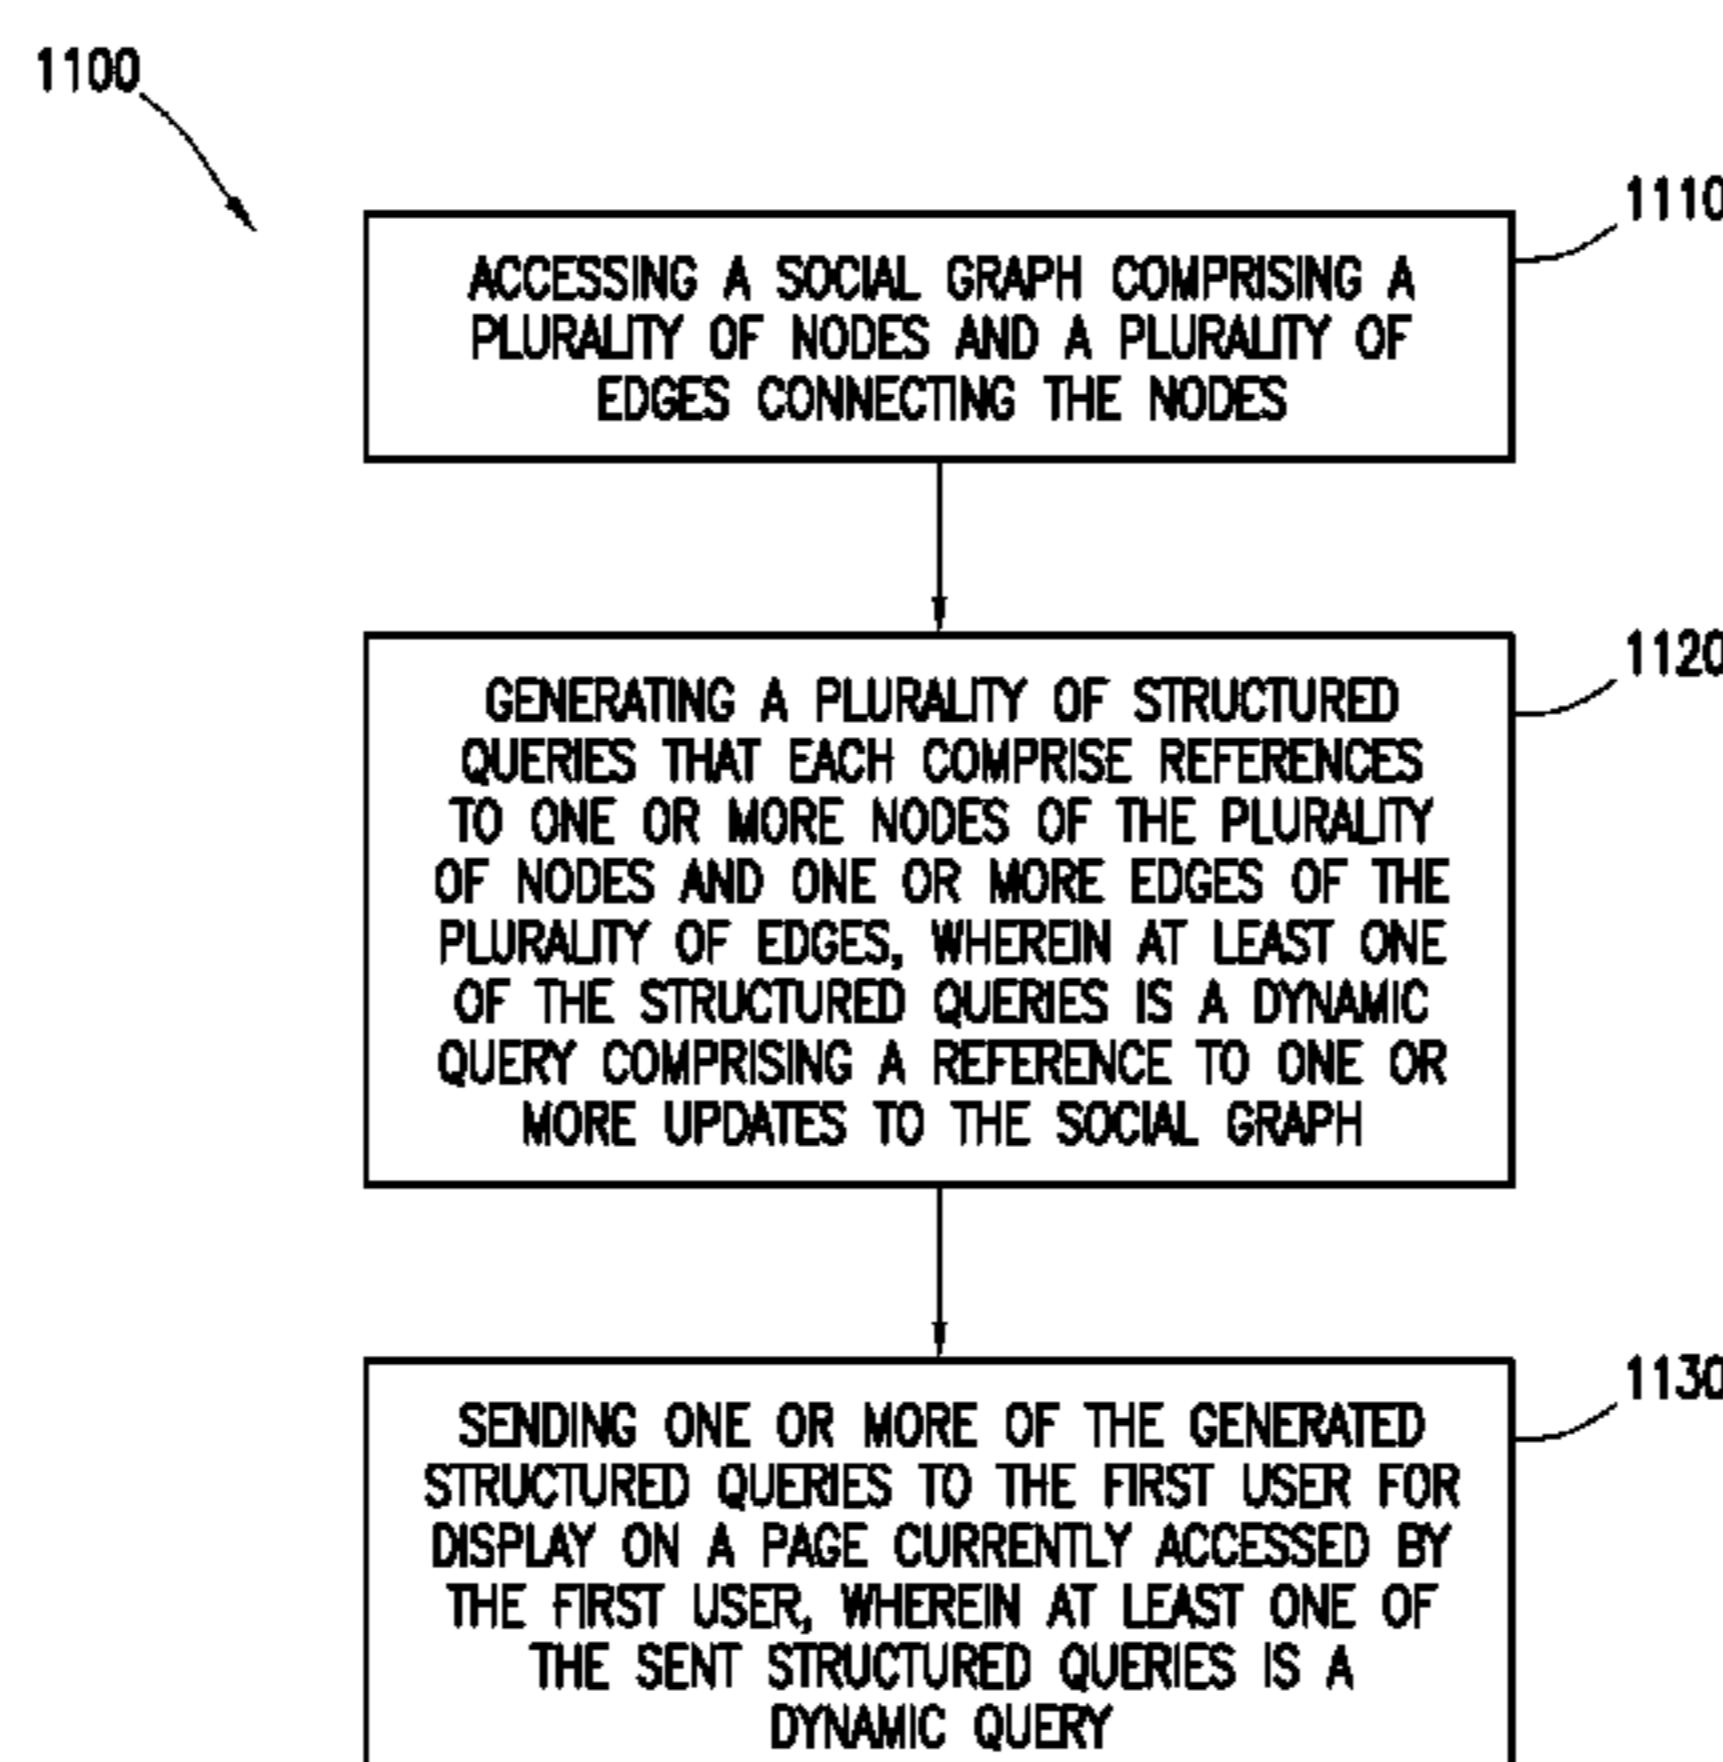 1100
1110
ACCESSING A SOCIAL GRAPH COMPRISING A
PLURALITY OF NODES AND A PLURALITY OF
EDGES CONNECTING THE NODES
1120
GENERATING A PLURALITY OF STRUCTURED
QUERIES THAT EACH COMPRISE REFERENCES
TO ONE OR MORE NODES OF THE PLURALITY
OF NODES AND ONE OR MORE EDGES OF THE
PLURALITY OF EDGES, WHEREIN AT LEAST ONE
OF THE STRUCTURED QUERIES IS A DYNAMIC
QUERY COMPRISING A REFERENCE TO ONE OR
MORE UPDATES TO THE SOCIAL GRAPH
1130
SENDING ONE OR MORE OF THE GENERATED
STRUCTURED QUERIES TO THE FIRST USER FOR
DISPLAY ON A PAGE CURRENTLY ACCESSED BY
THE FIRST USER, WHEREIN AT LEAST ONE OF
THE SENT STRUCTURED QUERIES IS A
DYNAMIC QUERY